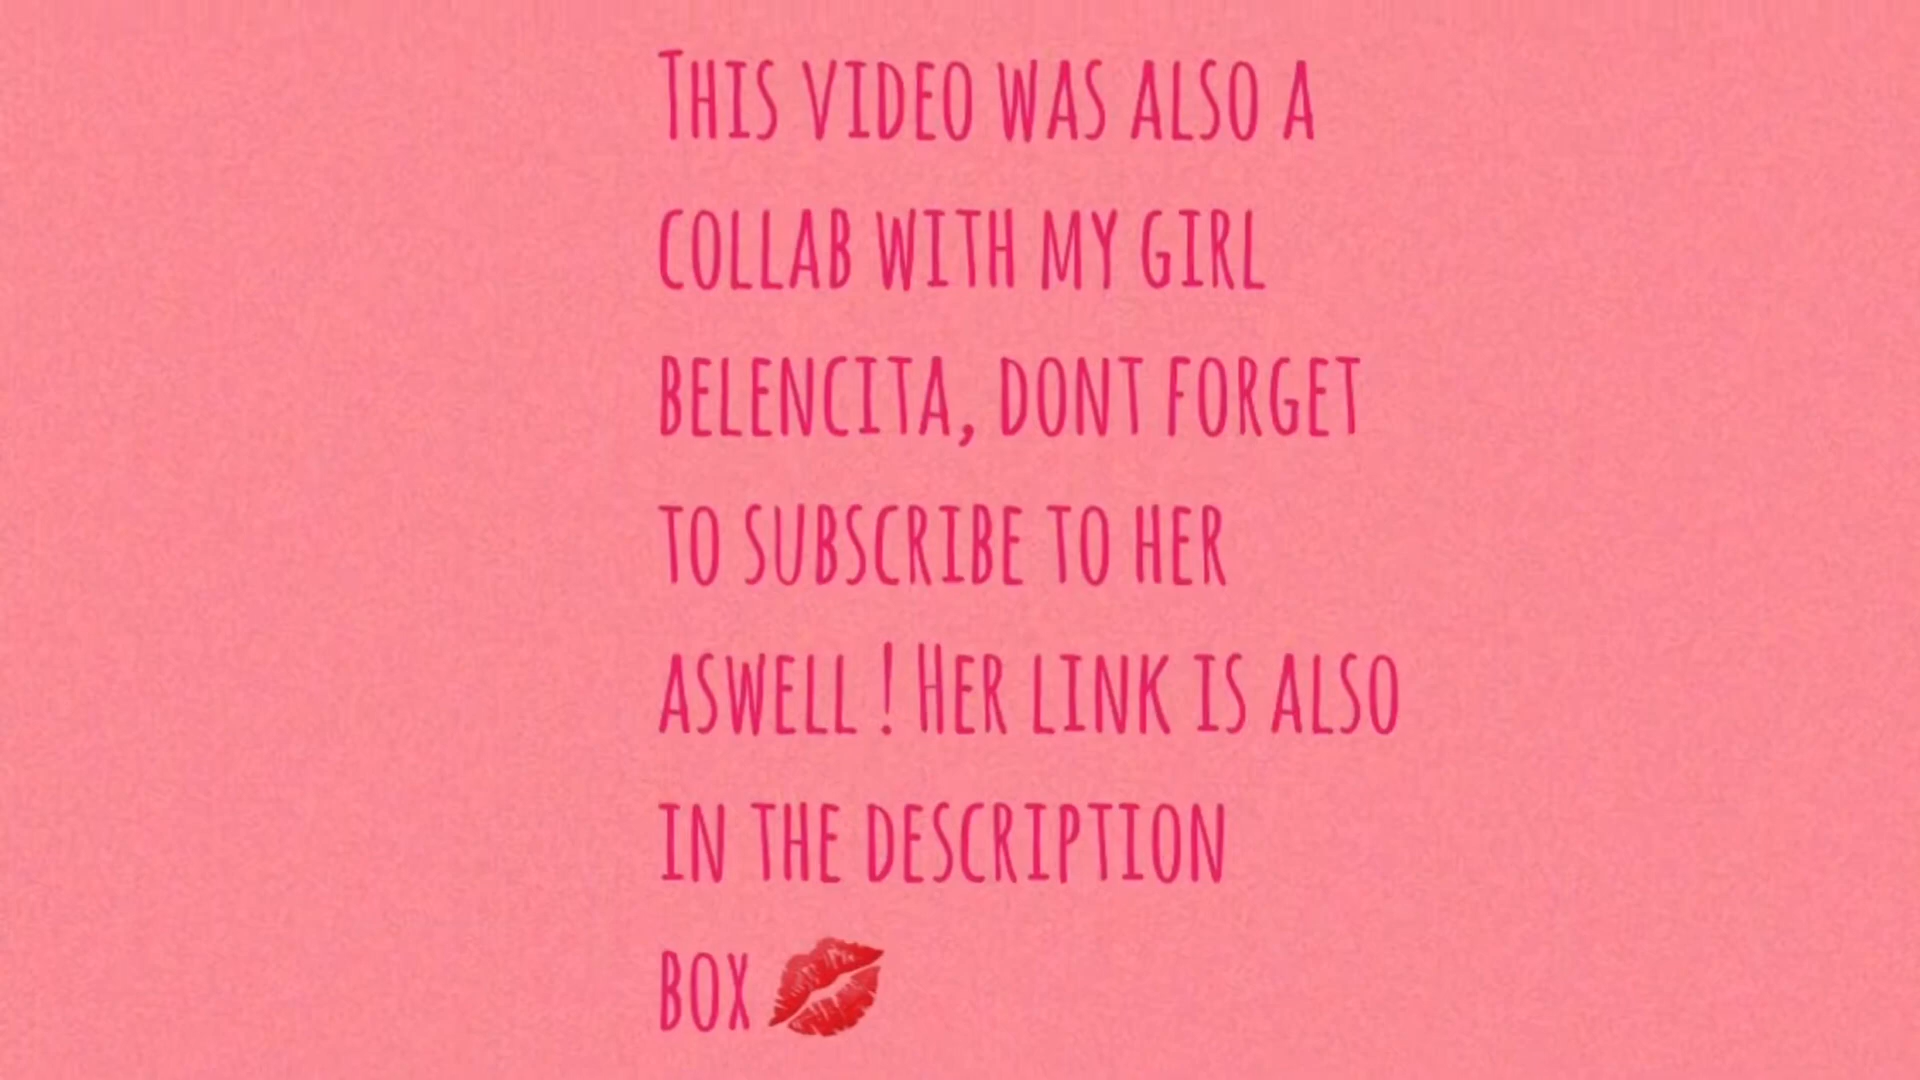 This video was also a
collab with my girl
belencita, dont forget
to subscribe to her
aswell ! Her link is also
in the description
box 💋